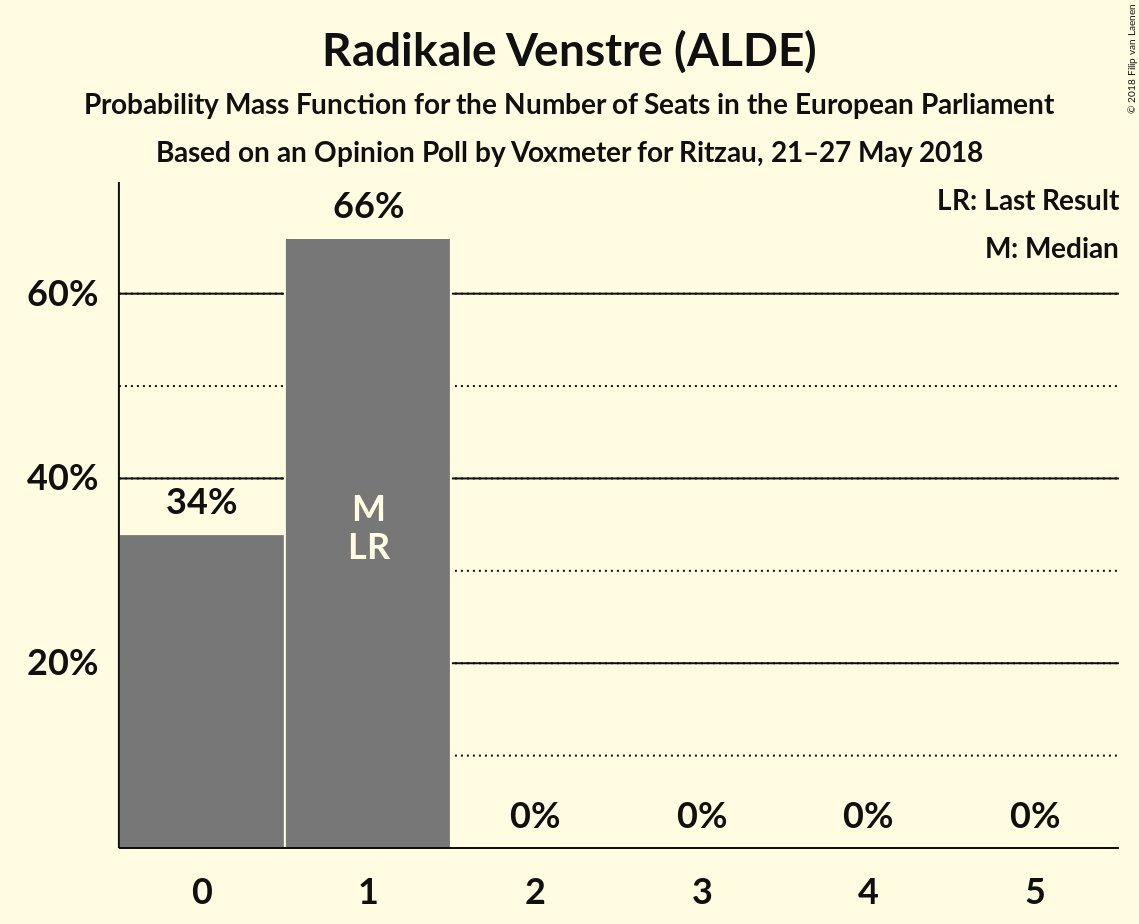 Radikale Venstre (ALDE)
Probability Mass Function for the Number of Seats in the European Parliament
Based on an Opinion Poll by Voxmeter for Ritzau, 21–27 May 2018
© 2018 Filip van Laenen
LR: Last Result
M: Median
66%
60%
40%
34%
M
LR
20%
0% 0% 0% 0%
0 1 2 3 4 5